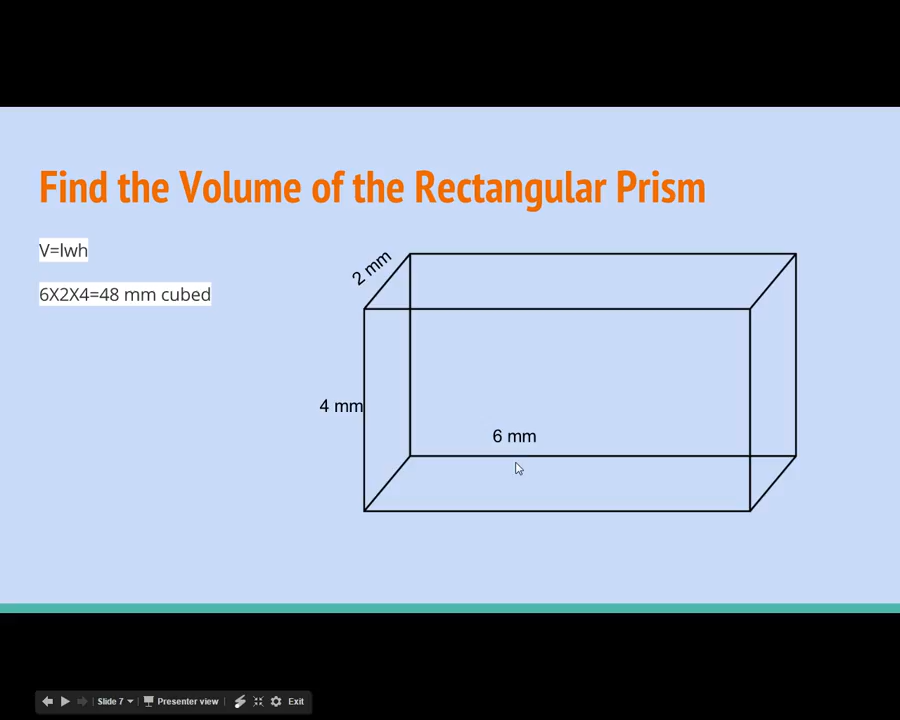 Find the Volume of the Rectangular Prism
V=lwh
6X2X4=48 mm cubed
2 mm
4 mm
6 mm
Slide 7
Presenter view
Exit